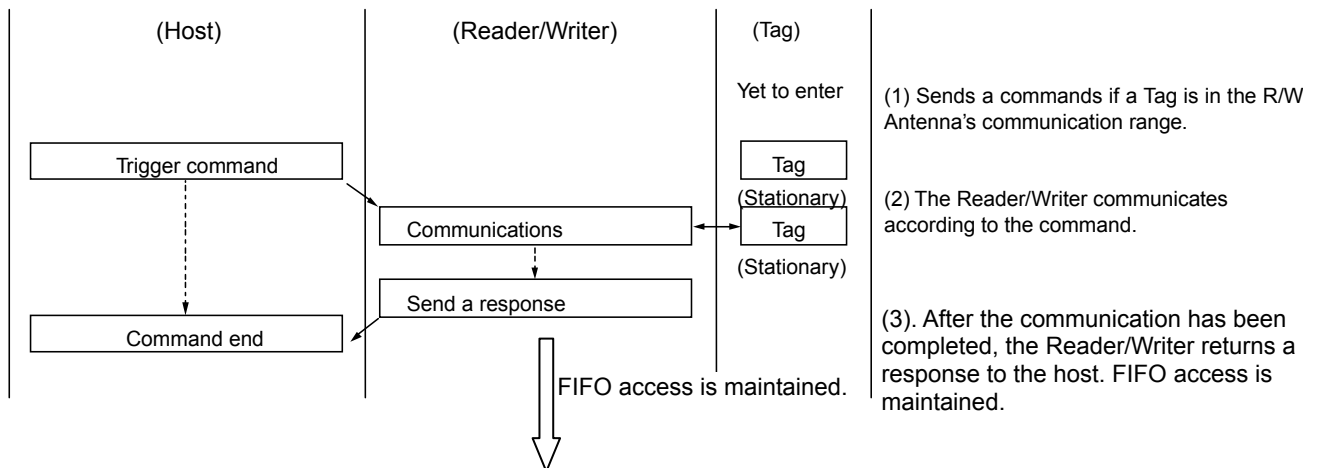 (Host)
(Reader/Writer)
(Tag)
Yet to enter
(1) Sends a commands if a Tag is in the R/W
Antenna's communication range.
Trigger command
Tag
(Stationary)
(2) The Reader/Writer communicates
according to the command.
Communications
Tag
(Stationary)
Send a response
Command end
(3). After the communication has been
completed, the Reader/Writer returns a
response to the host. FIFO access is
maintained.
FIFO access is maintained.